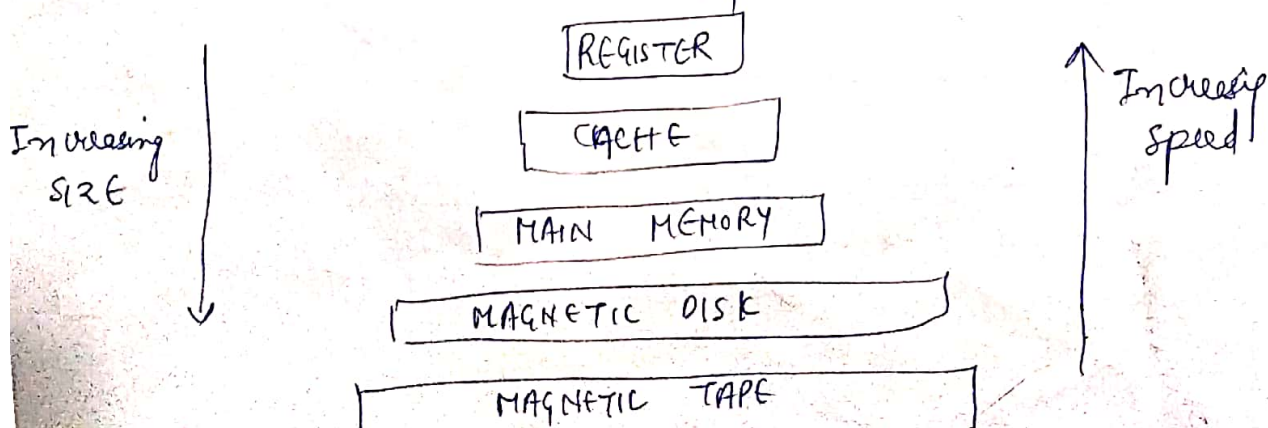 REGISTER
Increasing
Speed
CACHE
Increasing
SIZE
MAIN MEMORY
MAGNETIC DISK
MAGNETIC TAPE